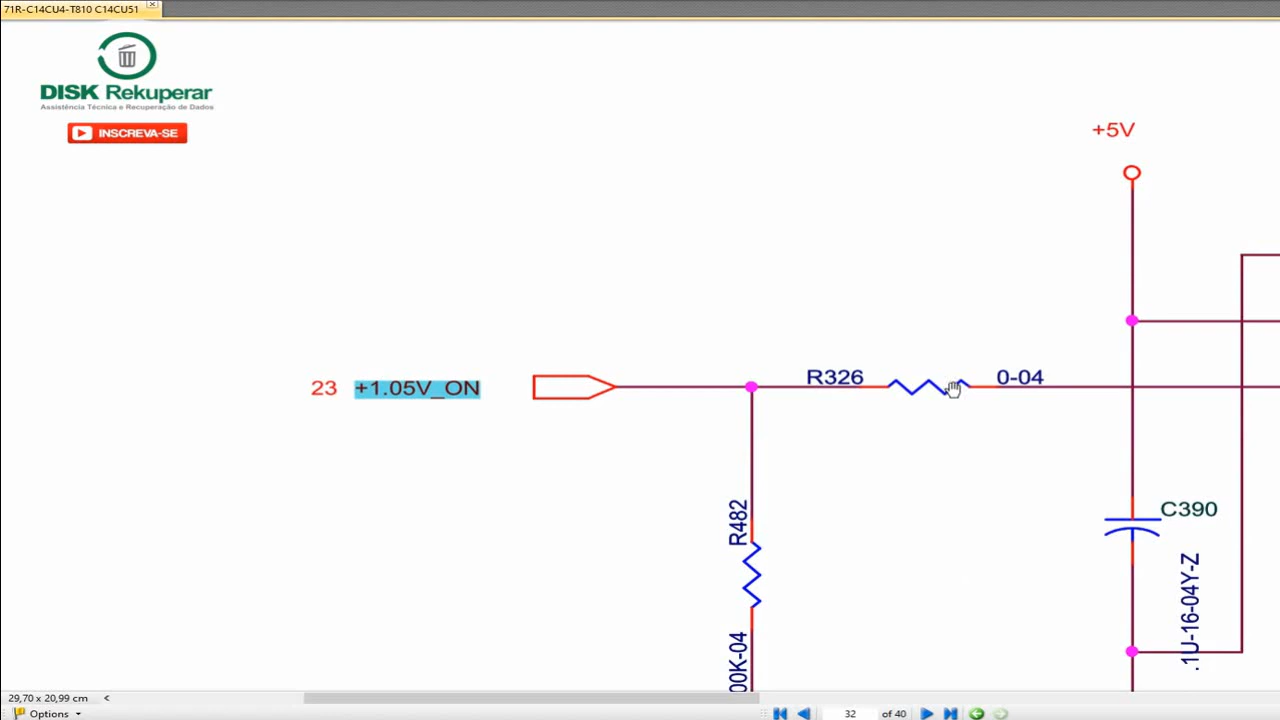 71R-C14CU4-T810 C14CU51
DISK Rekuperar
Assistência Técnica e Recuperação de Dados
INSCREVA-SE
+5V
23 +1.05V_ON
R326
0-04
R482
00K-04
C390
.1U-16-04Y-Z
29,70 x 20,99 cm <
Options
32 of 40